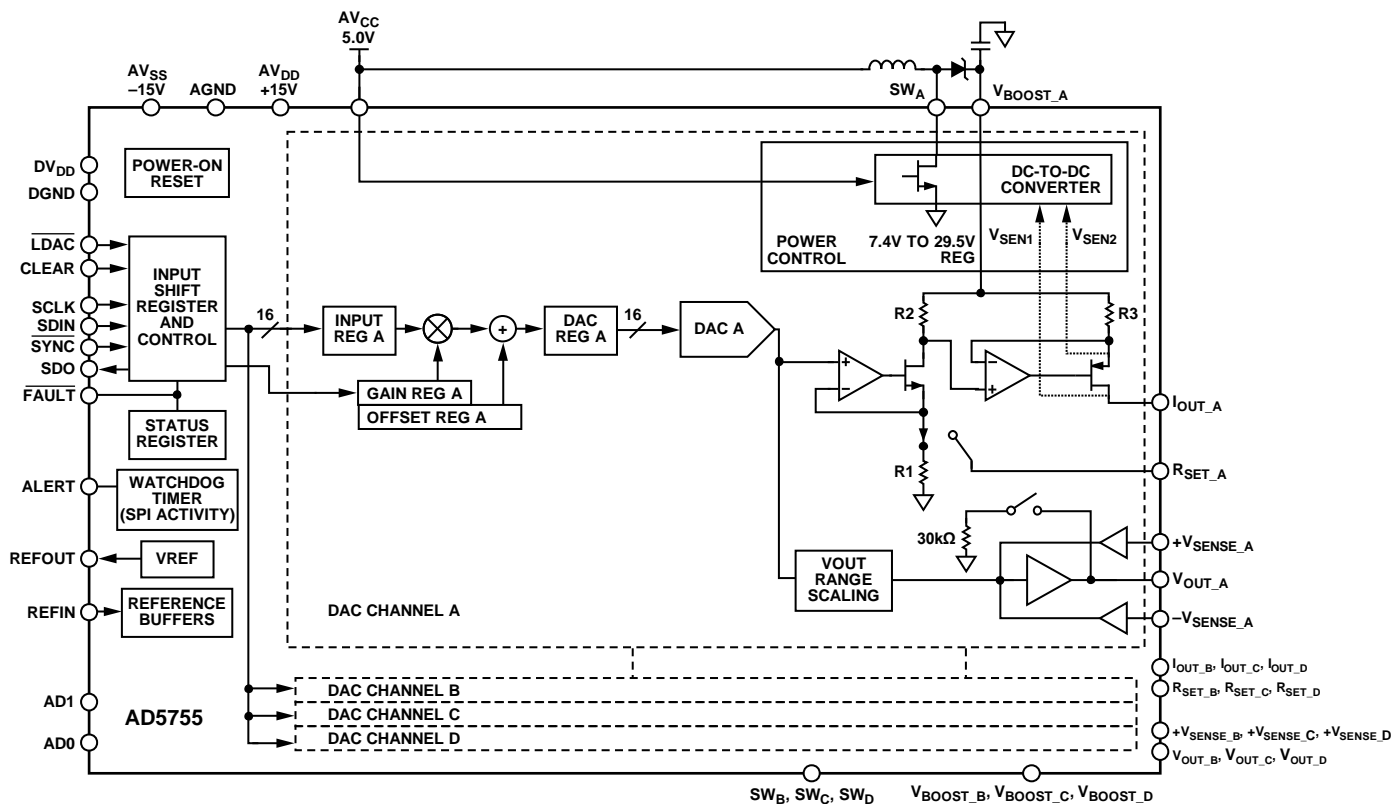 AVCC
5.0V
AVSS
–15V
AGND
AVDD
+15V
SWA
VBOOST_A
DVDD
DGND
POWER-ON
RESET
DC-TO-DC
CONVERTER
7.4V TO 29.5V
REG
VSEN1
VSEN2
POWER
CONTROL
LDAC
CLEAR
SCLK
SDIN
SYNC
SDO
FAULT
INPUT
SHIFT
REGISTER
AND
CONTROL
16
INPUT
REG A
×
+
DAC
REG A
16
DAC A
GAIN REG A
OFFSET REG A
R2
R3
+
–
–
+
R1
IOUT_A
RSET_A
STATUS
REGISTER
ALERT
WATCHDOG
TIMER
(SPI ACTIVITY)
REFOUT
VREF
REFIN
REFERENCE
BUFFERS
30kΩ
VOUT
RANGE
SCALING
+VSENSE_A
VOUT_A
–VSENSE_A
DAC CHANNEL A
DAC CHANNEL B
DAC CHANNEL C
DAC CHANNEL D
IOUT_B, IOUT_C, IOUT_D
RSET_B, RSET_C, RSET_D
+VSENSE_B, +VSENSE_C, +VSENSE_D
VOUT_B, VOUT_C, VOUT_D
AD1
AD0
AD5755
SWB, SWC, SWD
VBOOST_B, VBOOST_C, VBOOST_D